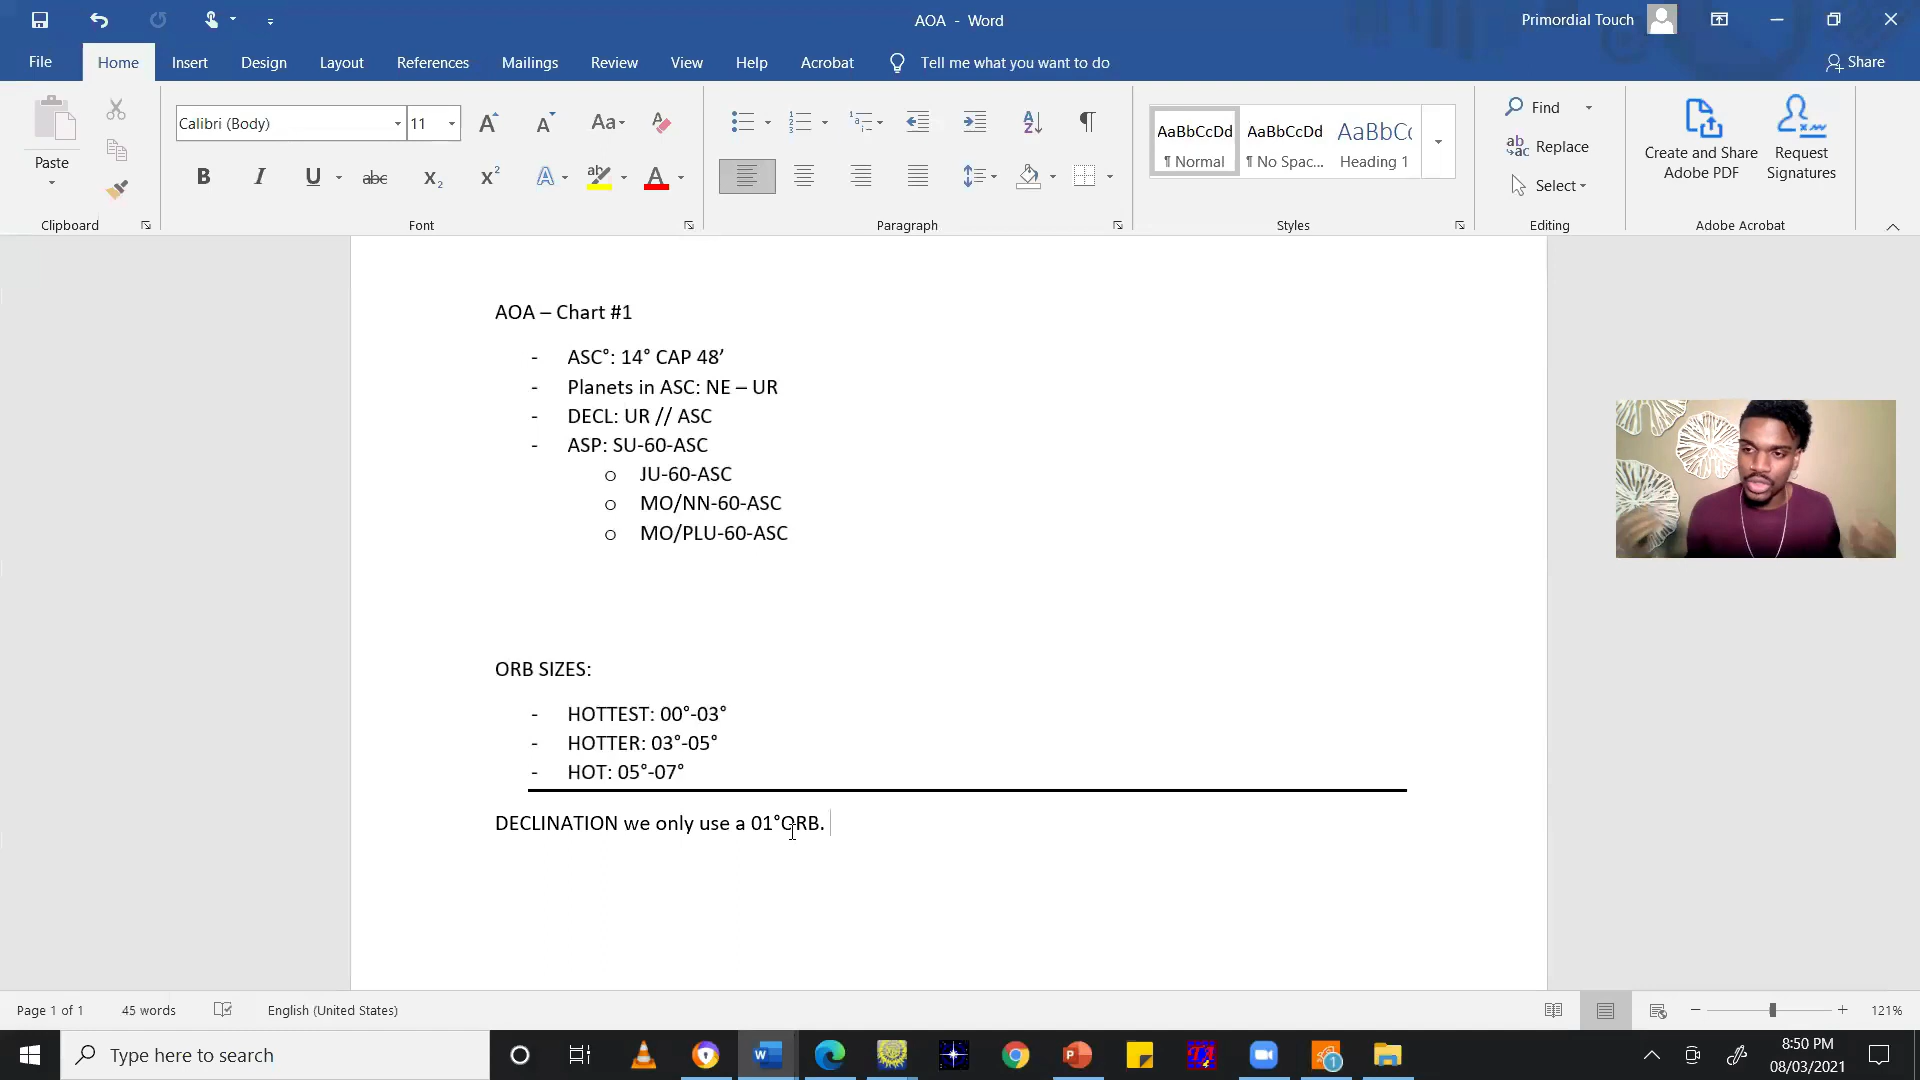 AOA - Word
Primordial Touch
File Home Insert Design Layout References Mailings Review View Help Acrobat Tell me what you want to do Share
Paste
Clipboard
Calibri (Body) 11
Font
Paragraph
AaBbCcDd AaBbCcDd AaBbCc
¶ Normal ¶ No Spac... Heading 1
Styles
Find
Replace
Select
Editing
Create and Share Adobe PDF
Request Signatures
Adobe Acrobat
AOA – Chart #1
- ASC°: 14° CAP 48’
- Planets in ASC: NE – UR
- DECL: UR // ASC
- ASP: SU-60-ASC
o JU-60-ASC
o MO/NN-60-ASC
o MO/PLU-60-ASC
ORB SIZES:
- HOTTEST: 00°-03°
- HOTTER: 03°-05°
- HOT: 05°-07°
DECLINATION we only use a 01°ORB.
Page 1 of 1 45 words English (United States) 121%
Type here to search
8:50 PM
08/03/2021